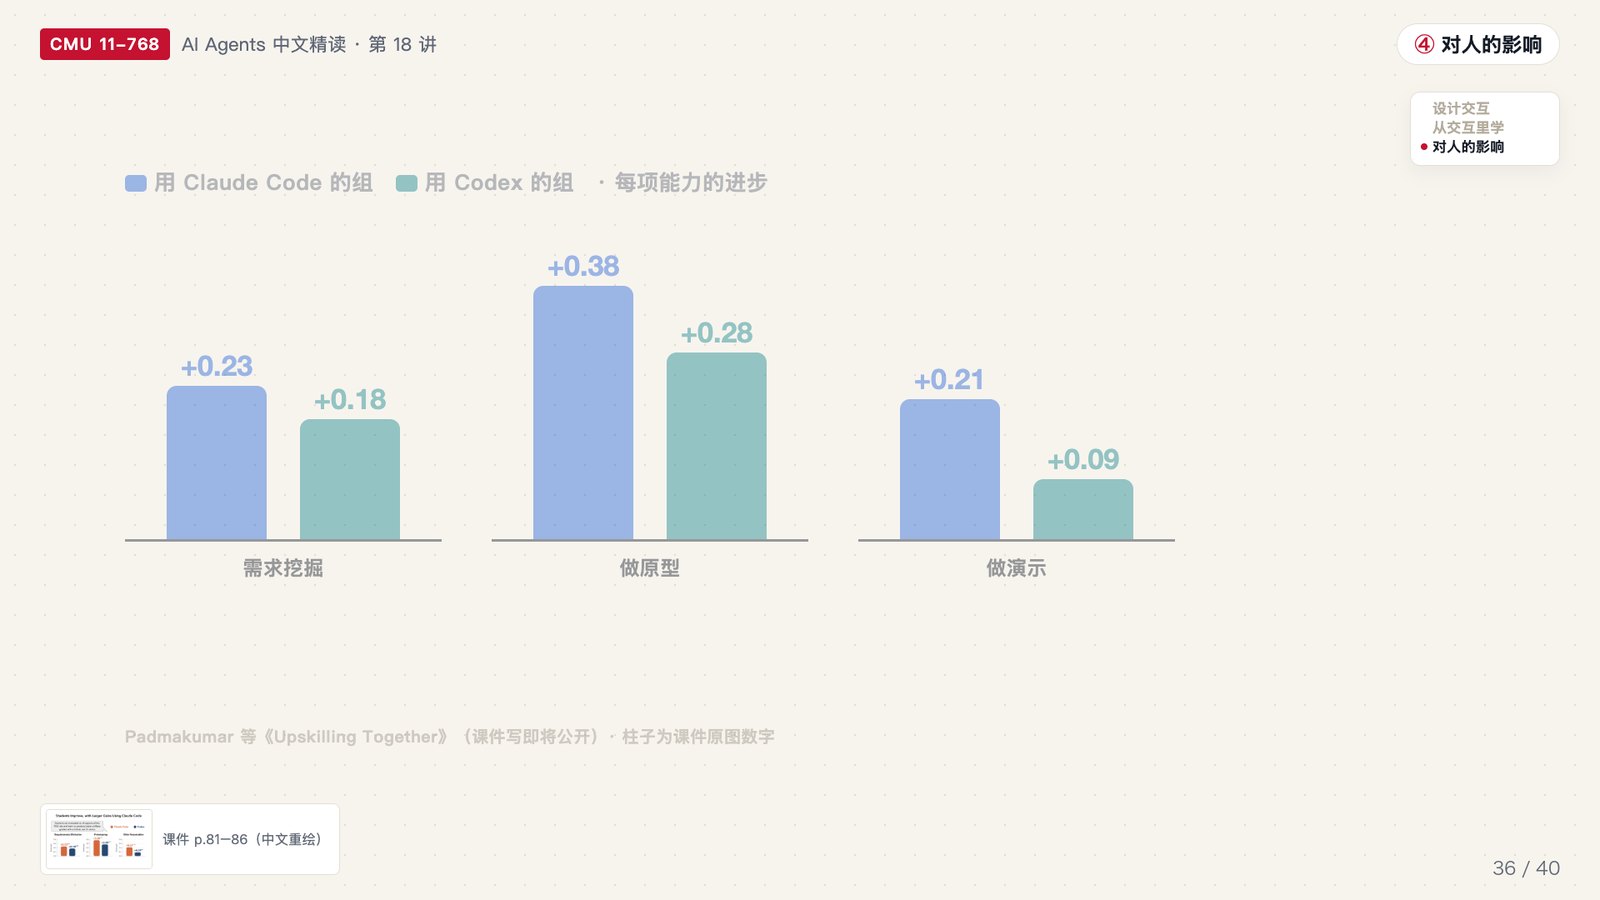 CMU 11-768 AI Agents 中文精读 · 第 18 讲
④ 对人的影响
设计交互
从交互里学
对人的影响
用 Claude Code 的组 用 Codex 的组 · 每项能力的进步
+0.23
+0.18
+0.38
+0.28
+0.21
+0.09
需求挖掘
做原型
做演示
Padmakumar 等《Upskilling Together》（课件写即将公开）· 柱子为课件原图数字
课件 p.81–86（中文重绘）
36 / 40